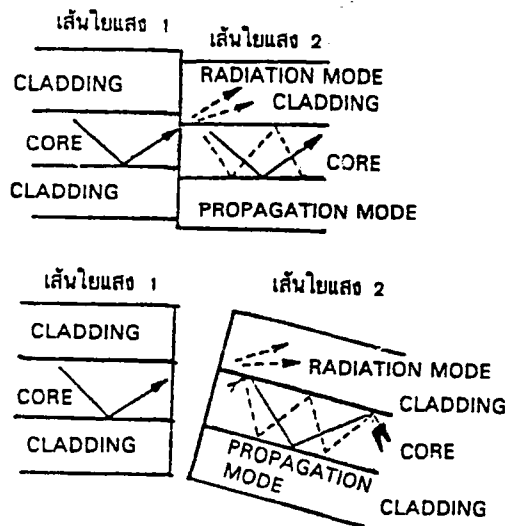 เส้นใยแสง 1
เส้นใยแสง 2
CLADDING
RADIATION MODE
CLADDING
CORE
CORE
CLADDING
PROPAGATION MODE
เส้นใยแสง 1
เส้นใยแสง 2
CLADDING
RADIATION MODE
CORE
CLADDING
CLADDING
PROPAGATION
MODE
CORE
CLADDING